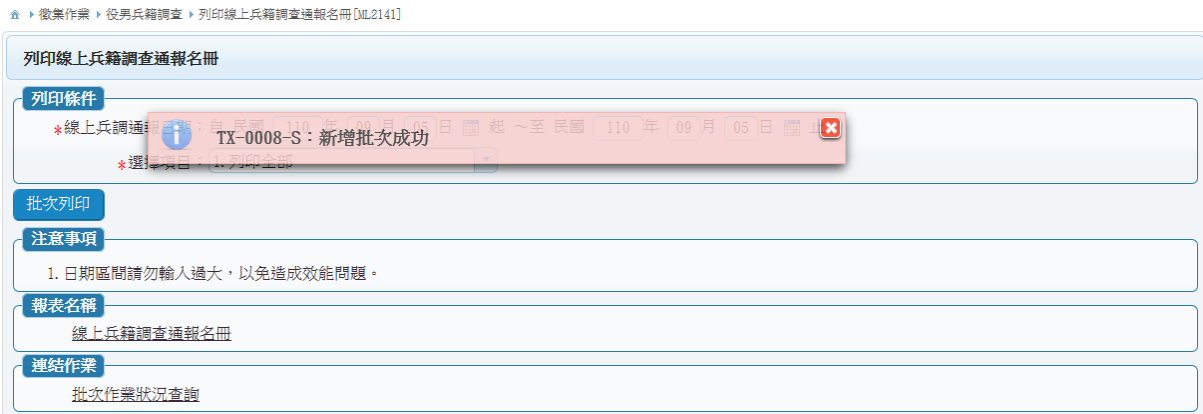 徵集作業 役男兵籍調查 列印線上兵籍調查通報名冊[ML2141]
列印線上兵籍調查通報名冊
列印條件
*線上兵調通報日期：自 民國 110 年 09 月 05 日 起 ～至 民國 110 年 09 月 05 日 止
TX-0008-S：新增批次成功
*選擇項目： 1. 列印全部
批次列印
注意事項
1. 日期區間請勿輸入過大，以免造成效能問題。
報表名稱
線上兵籍調查通報名冊
連結作業
批次作業狀況查詢